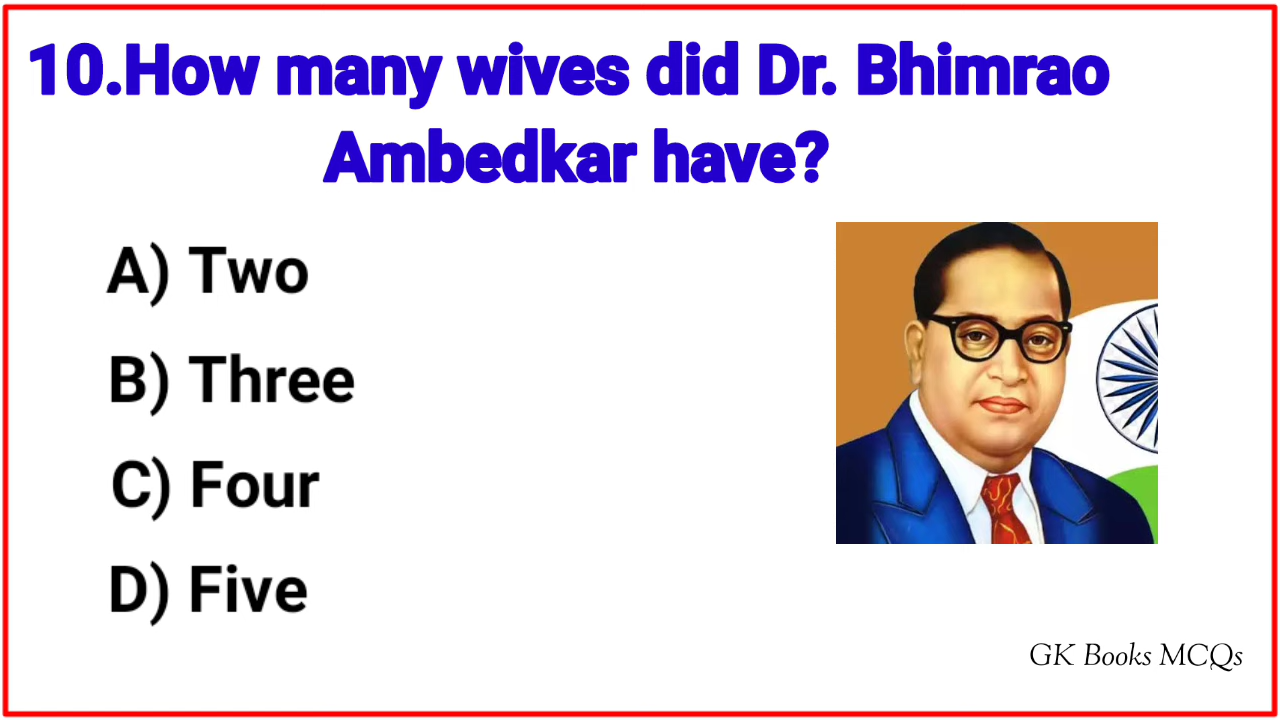 10.How many wives did Dr. Bhimrao
Ambedkar have?
A) Two
B) Three
C) Four
D) Five
GK Books MCQs